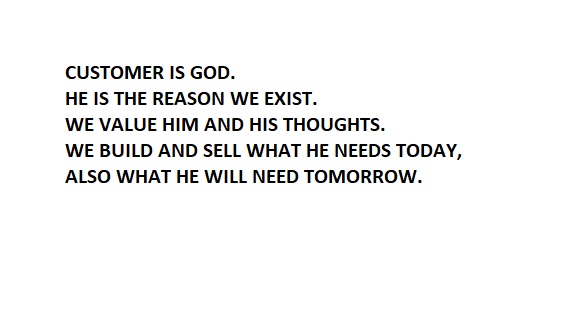 CUSTOMER IS GOD.
HE IS THE REASON WE EXIST.
WE VALUE HIM AND HIS THOUGHTS.
WE BUILD AND SELL WHAT HE NEEDS TODAY,
ALSO WHAT HE WILL NEED TOMORROW.